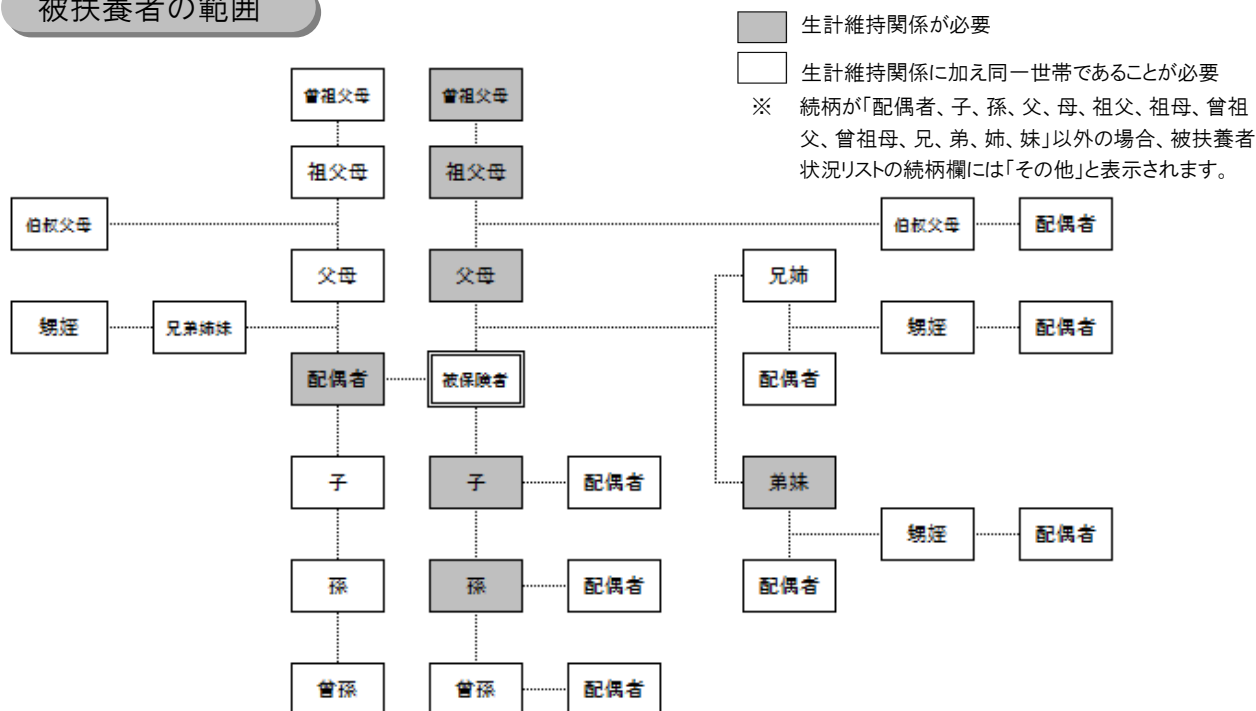 被扶養者の範囲
生計維持関係が必要
生計維持関係に加え同一世帯であることが必要
※ 続柄が「配偶者、子、孫、父、母、祖父、祖母、曾祖
父、曾祖母、兄、弟、姉、妹」以外の場合、被扶養者
状況リストの続柄欄には「その他」と表示されます。
曾祖父母 曾祖父母
祖父母 祖父母
伯叔父母 伯叔父母 配偶者
父母 父母 兄姉
甥姪 兄弟姉妹 甥姪 配偶者
配偶者 被保険者 配偶者
子 子 配偶者 弟妹
甥姪 配偶者
孫 孫 配偶者 配偶者
曾孫 曾孫 配偶者